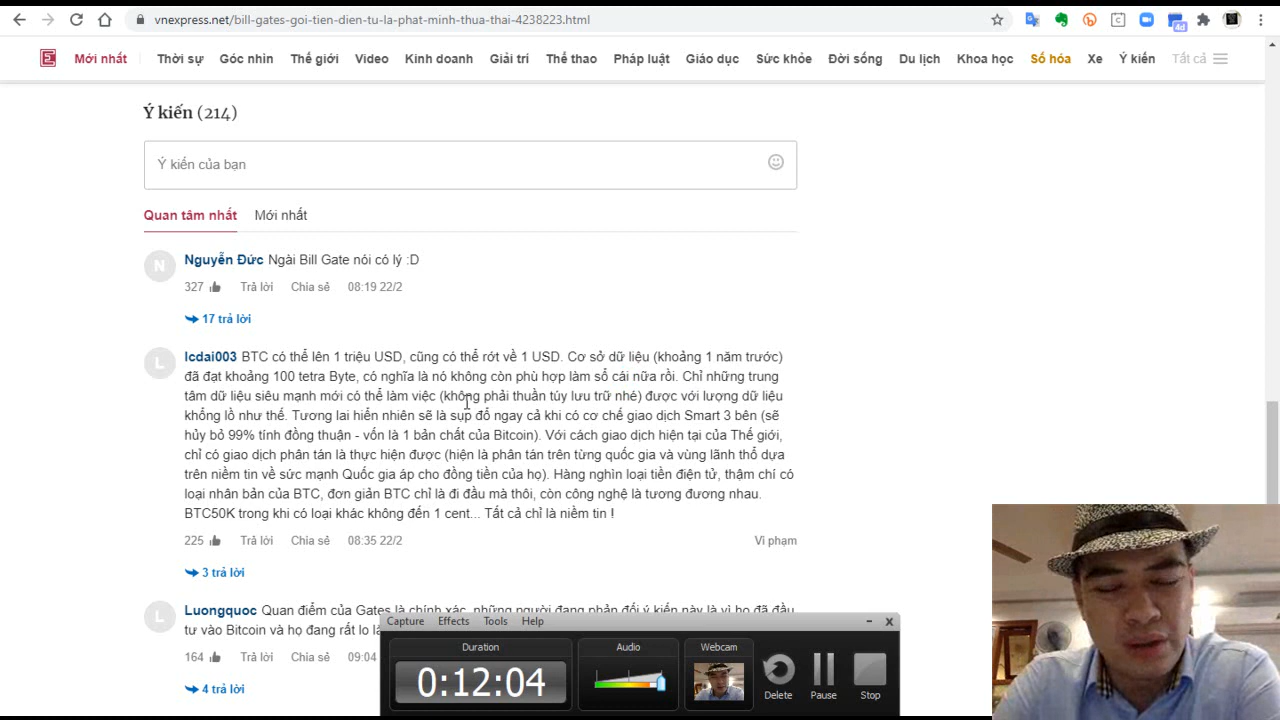 vnexpress.net/bill-gates-goi-tien-dien-tu-la-phat-minh-thua-thai-4238223.html
4d
Mới nhất Thời sự Góc nhìn Thế giới Video Kinh doanh Giải trí Thể thao Pháp luật Giáo dục Sức khỏe Đời sống Du lịch Khoa học Số hóa Xe Ý kiến Tất cả
Ý kiến (214)
Ý kiến của bạn
Quan tâm nhất Mới nhất
N Nguyễn Đức Ngài Bill Gate nói có lý :D
327 Trả lời Chia sẻ 08:19 22/2
17 trả lời
L lcdai003 BTC có thể lên 1 triệu USD, cũng có thể rớt về 1 USD. Cơ sở dữ liệu (khoảng 1 năm trước)
đã đạt khoảng 100 tetra Byte, có nghĩa là nó không còn phù hợp làm sổ cái nữa rồi. Chỉ những trung
tâm dữ liệu siêu mạnh mới có thể làm việc (không phải thuần túy lưu trữ nhé) được với lượng dữ liệu
khổng lồ như thế. Tương lai hiển nhiên sẽ là sụp đổ ngay cả khi có cơ chế giao dịch Smart 3 bên (sẽ
hủy bỏ 99% tính đồng thuận - vốn là 1 bản chất của Bitcoin). Với cách giao dịch hiện tại của Thế giới,
chỉ có giao dịch phân tán là thực hiện được (hiện là phân tán trên từng quốc gia và vùng lãnh thổ dựa
trên niềm tin về sức mạnh Quốc gia áp cho đồng tiền của họ). Hàng nghìn loại tiền điện tử, thậm chí có
loại nhân bản của BTC, đơn giản BTC chỉ là đi đầu mà thôi, còn công nghệ là tương đương nhau.
BTC50K trong khi có loại khác không đến 1 cent... Tất cả chỉ là niềm tin !
225 Trả lời Chia sẻ 08:35 22/2 Vi phạm
3 trả lời
L Luongquoc Quan điểm của Gates là chính xác, những người đang phản đối ý kiến này là vì họ đã đầu
tư vào Bitcoin và họ đang rất lo
164 Trả lời Chia sẻ 09:04
4 trả lời
Capture Effects Tools Help
Duration Audio Webcam
0:12:04
Delete Pause Stop